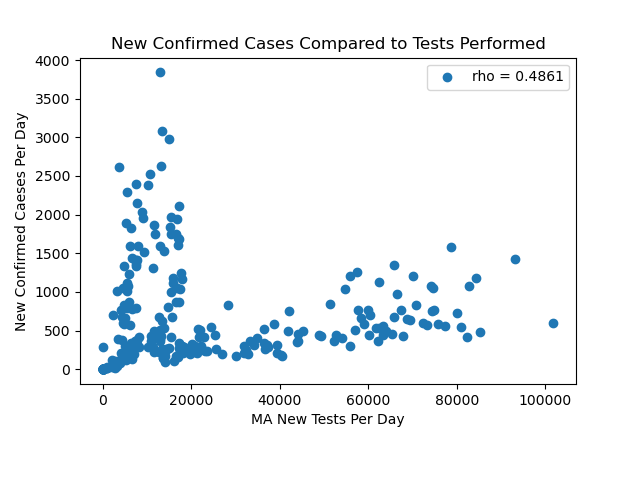 New Confirmed Cases Compared to Tests Performed
rho = 0.4861
4000
3500
3000
2500
2000
1500
1000
500
0
New Confirmed Caeses Per Day
0 20000 40000 60000 80000 100000
MA New Tests Per Day